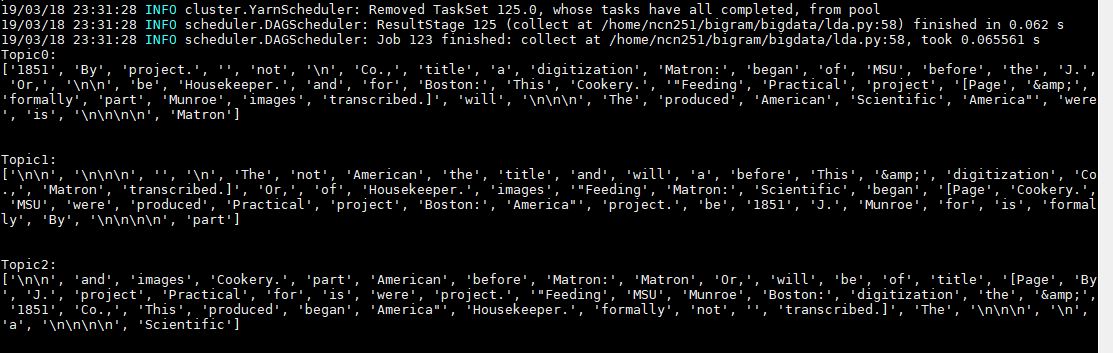 19/03/18 23:31:28 INFO cluster.YarnScheduler: Removed TaskSet 125.0, whose tasks have all completed, from pool
19/03/18 23:31:28 INFO scheduler.DAGScheduler: ResultStage 125 (collect at /home/ncn251/bigram/bigdata/lda.py:58) finished in 0.062 s
19/03/18 23:31:28 INFO scheduler.DAGScheduler: Job 123 finished: collect at /home/ncn251/bigram/bigdata/lda.py:58, took 0.065561 s
Topic0:
['1851', 'By', 'project.', '', 'not', '\n', 'Co.,', 'title', 'a', 'digitization', 'Matron:', 'began', 'of', 'MSU', 'before', 'the', 'J.',
 'Or,', '\n\n', 'be', 'Housekeeper.', 'and', 'for', 'Boston:', 'This', 'Cookery.', '"Feeding', 'Practical', 'project', '[Page', '&amp;',
'formally', 'part', 'Munroe', 'images', 'transcribed.]', 'will', '\n\n\n', 'The', 'produced', 'American', 'Scientific', 'America"', 'were
', 'is', '\n\n\n\n', 'Matron']
Topic1:
['\n\n', '\n\n\n', '', '\n', 'The', 'not', 'American', 'the', 'title', 'and', 'will', 'a', 'before', 'This', '&amp;', 'digitization', 'Co
.,', 'Matron', 'transcribed.]', 'Or,', 'of', 'Housekeeper.', 'images', '"Feeding', 'Matron:', 'Scientific', 'began', '[Page', 'Cookery.',
 'MSU', 'were', 'produced', 'Practical', 'project', 'Boston:', 'America"', 'project.', 'be', '1851', 'J.', 'Munroe', 'for', 'is', 'formal
ly', 'By', '\n\n\n\n', 'part']
Topic2:
['\n\n', 'and', 'images', 'Cookery.', 'part', 'American', 'before', 'Matron:', 'Matron', 'Or,', 'will', 'be', 'of', 'title', '[Page', 'By
', 'J.', 'project', 'Practical', 'for', 'is', 'were', 'project.', '"Feeding', 'MSU', 'Munroe', 'Boston:', 'digitization', 'the', '&amp;',
 '1851', 'Co.,', 'This', 'produced', 'began', 'America"', 'Housekeeper.', 'formally', 'not', '', 'transcribed.]', 'The', '\n\n\n', '\n',
'a', '\n\n\n\n', 'Scientific']